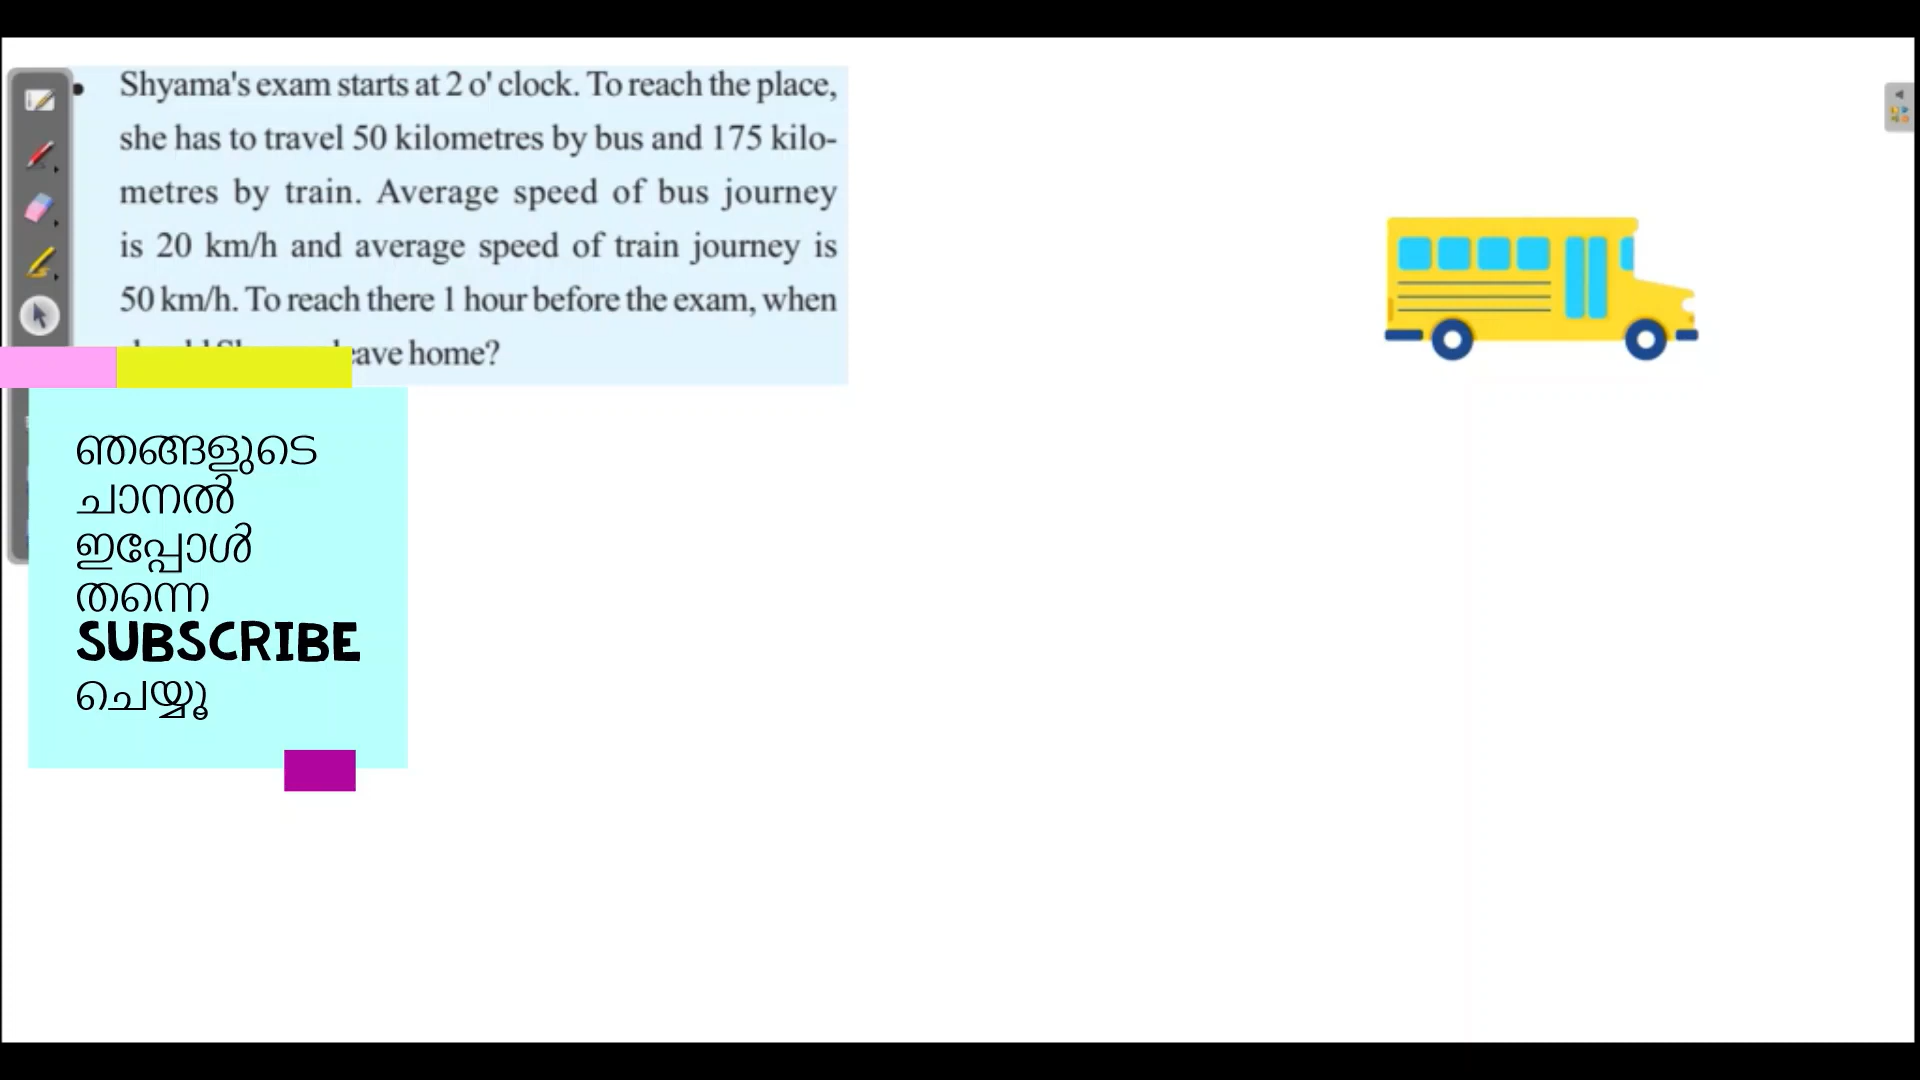 Shyama's exam starts at 2 o' clock. To reach the place,
she has to travel 50 kilometres by bus and 175 kilo-
metres by train. Average speed of bus journey
is 20 km/h and average speed of train journey is
50 km/h. To reach there 1 hour before the exam, when
home?
ഞങ്ങളുടെ
ചാനൽ
ഇപ്പോൾ
തന്നെ
SUBSCRIBE
ചെയ്യൂ